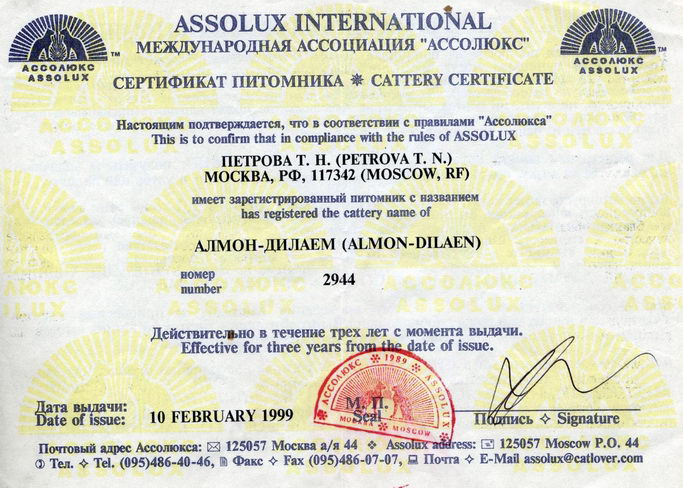 ASSOLUX INTERNATIONAL
МЕЖДУНАРОДНАЯ АССОЦИАЦИЯ "АССОЛЮКС"
АССОЛЮКС
ASSOLUX
TM
АССОЛЮКС
ASSOLUX
TM
СЕРТИФИКАТ ПИТОМНИКА ❋ CATTERY CERTIFICATE
Настоящим подтверждается, что в соответствии с правилами "Ассолюкса"
This is to confirm that in compliance with the rules of ASSOLUX
ПЕТРОВА Т. Н. (PETROVA T. N.)
МОСКВА, РФ, 117342 (MOSCOW, RF)
имеет зарегистрированный питомник с названием
has registered the cattery name of
АЛМОН-ДИЛАЕМ (ALMON-DILAEN)
номер
number
2944
Действительно в течение трех лет с момента выдачи.
Effective for three years from the date of issue.
АССОЛЮКС ❋ 1989 ❋ ASSOLUX
МОСКВА ❋ MOSCOW
М. П.
Seal
Дата выдачи:
Date of issue:
10 FEBRUARY 1999
Подпись ✧ Signature
Почтовый адрес Ассолюкса: ✉ 125057 Москва а/я 44 ❖ Assolux address: 125057 Moscow P.O. 44
✆ Тел. ✧ Tel. (095)486-40-46, Факс ✧ Fax (095)486-07-07, Почта ✧ E-Mail assolux@catlover.com